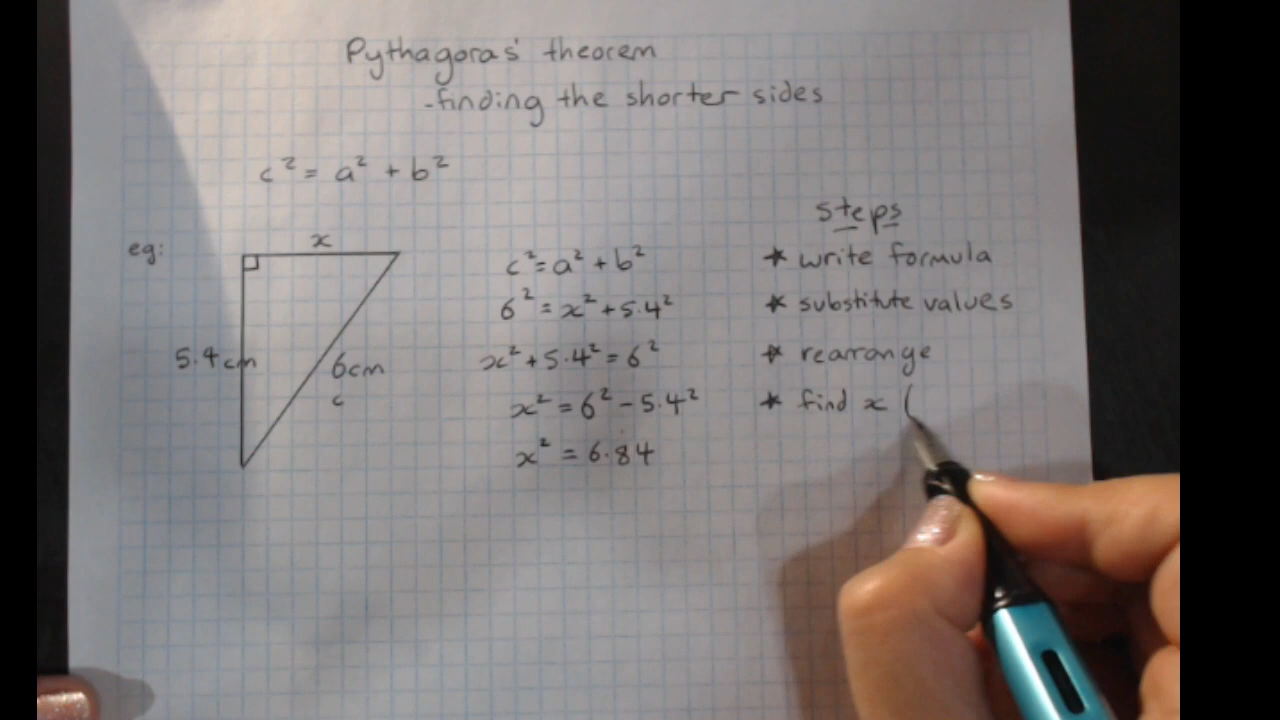 Pythagoras' theorem
-finding the shorter sides
c² = a² + b²
steps
eg:
x
5.4cm
6cm
c
c² = a² + b²
6² = x² + 5.4²
x² + 5.4² = 6²
x² = 6² - 5.4²
x² = 6.84
* write formula
* substitute values
* rearrange
* find x (